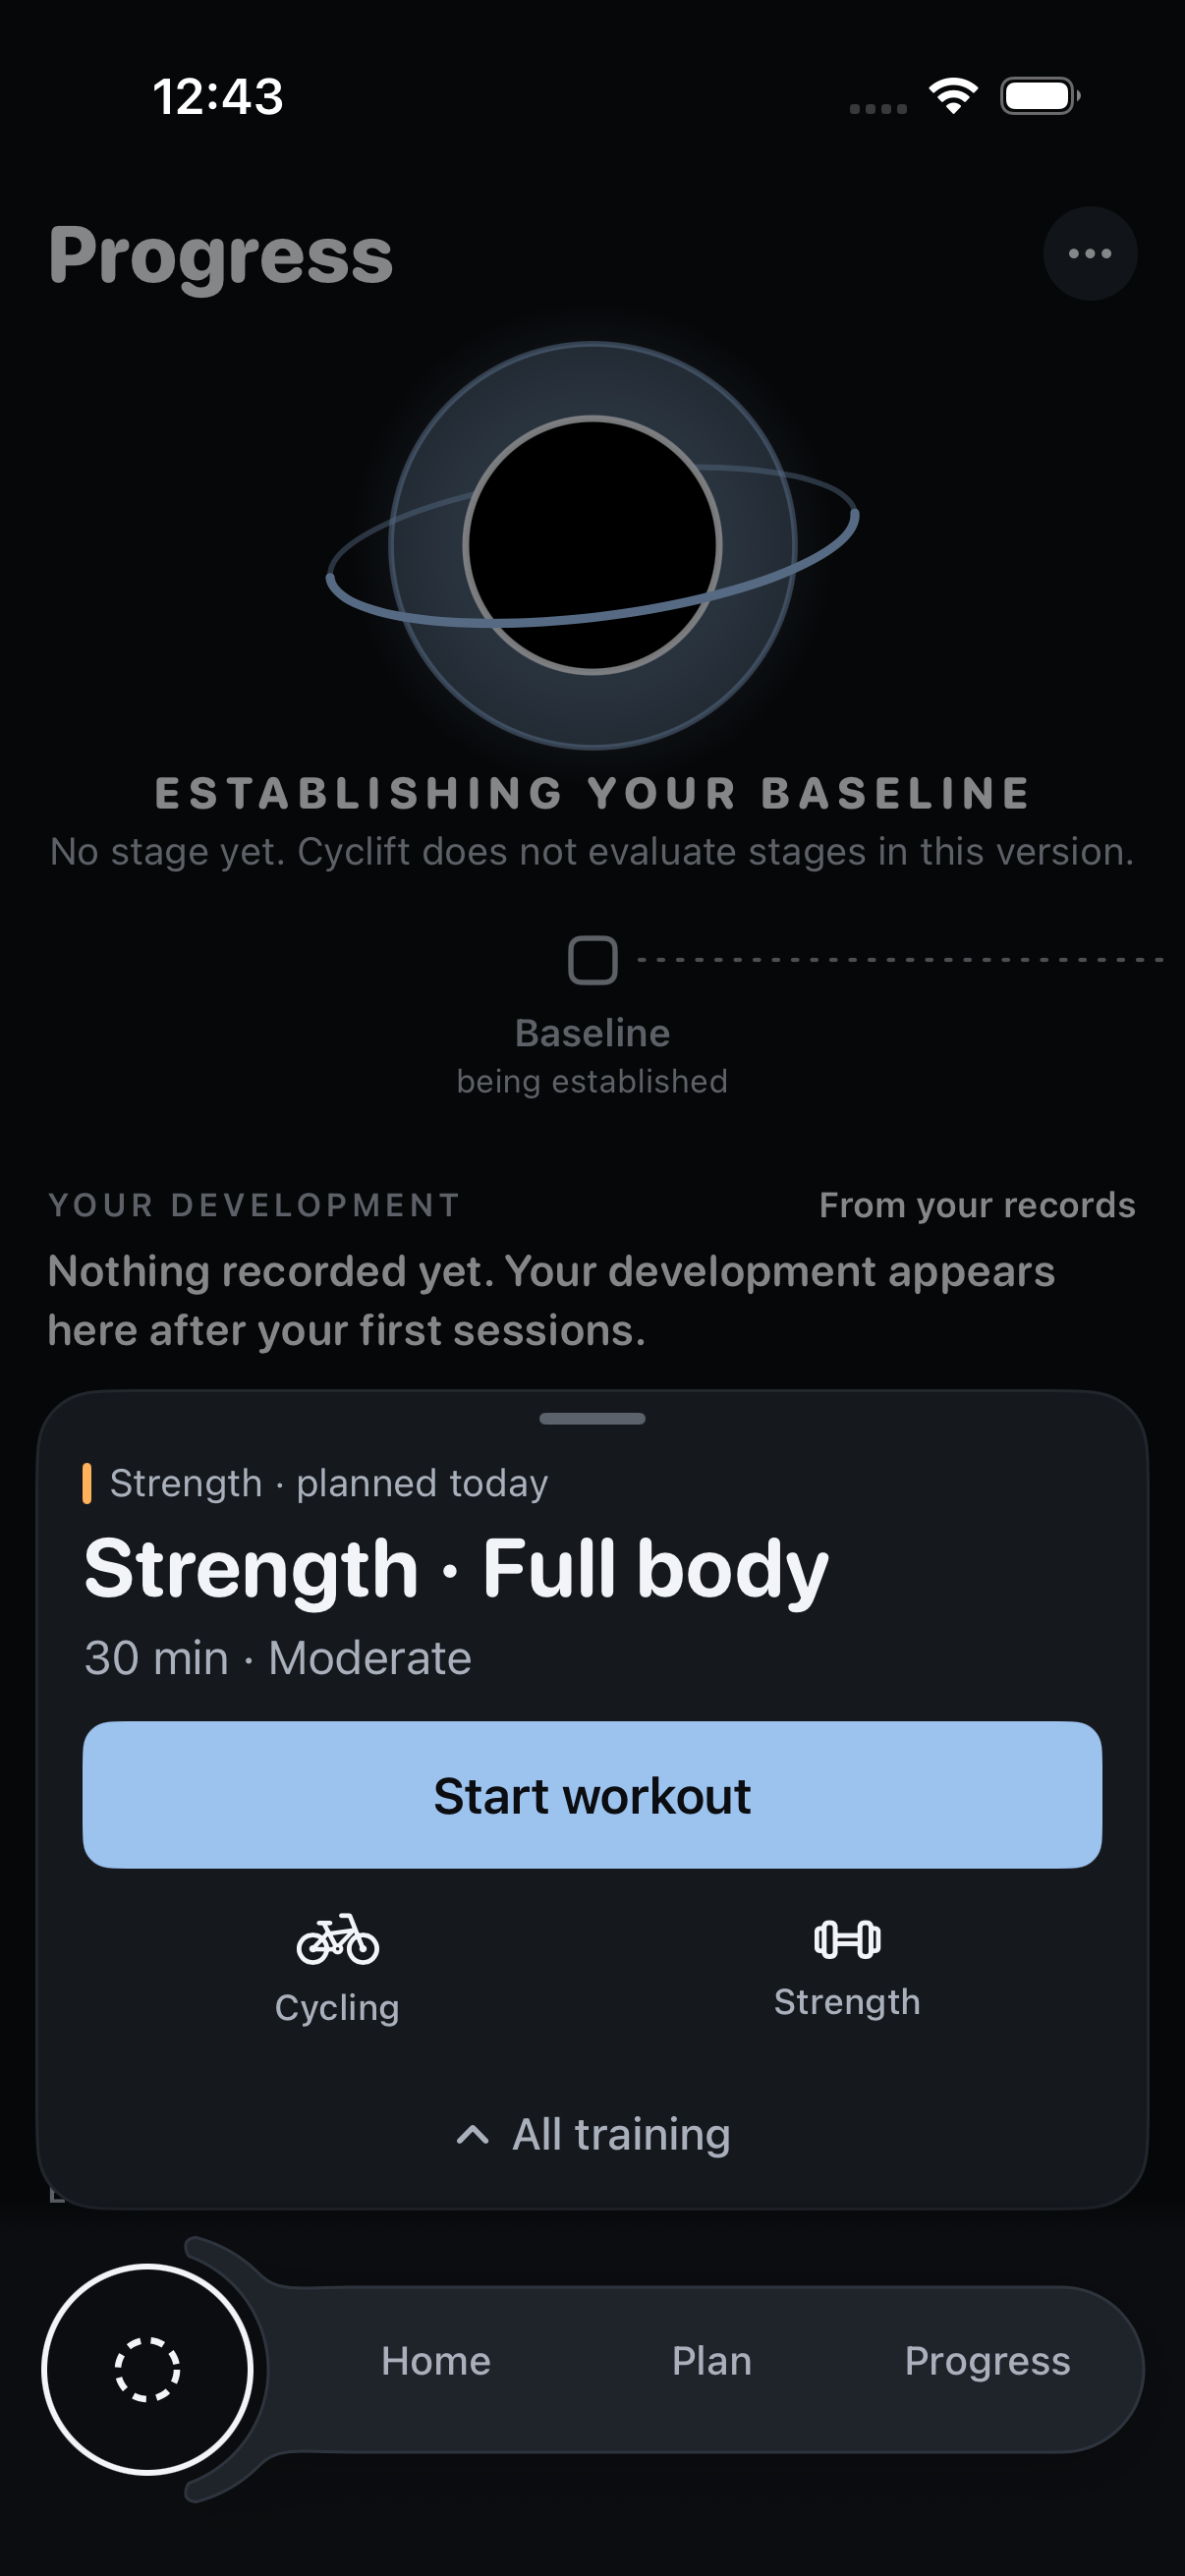 12:43
Progress
ESTABLISHING YOUR BASELINE
No stage yet. Cyclift does not evaluate stages in this version.
Baseline
being established
YOUR DEVELOPMENT
From your records
Nothing recorded yet. Your development appears
here after your first sessions.
Strength · planned today
Strength · Full body
30 min · Moderate
Start workout
Cycling
Strength
All training
Home
Plan
Progress